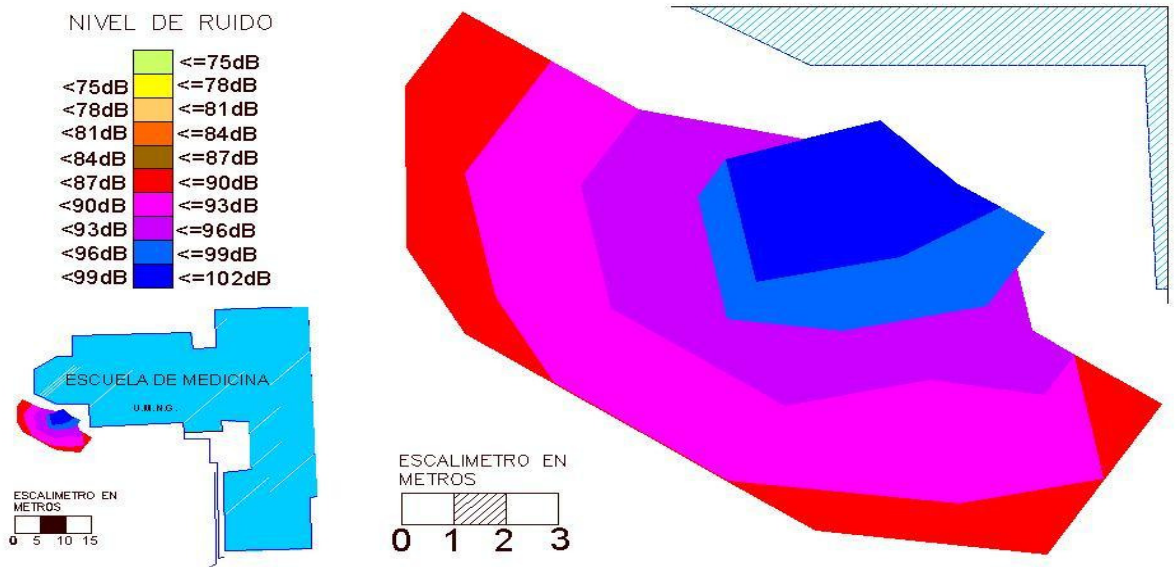 NIVEL DE RUIDO
<=75dB
<75dB <=78dB
<78dB <=81dB
<81dB <=84dB
<84dB <=87dB
<87dB <=90dB
<90dB <=93dB
<93dB <=96dB
<96dB <=99dB
<99dB <=102dB
ESCUELA DE MEDICINA
U.M.N.G.
ESCALIMETRO EN
METROS
0 5 10 15
ESCALIMETRO EN
METROS
0 1 2 3